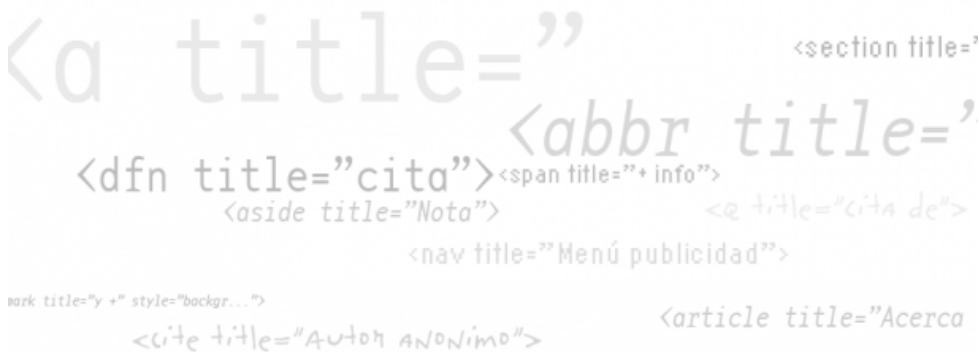 <a title=”
<section title=”
<abbr title=”
<dfn title=”cita”>
<span title=”+ info”>
<aside title=”Nota”>
<q title="cita de">
<nav title=”Menú publicidad”>
mark title="y +" style="backgr...">
<article title=”Acerca
<cite title="Autor ANONimo">